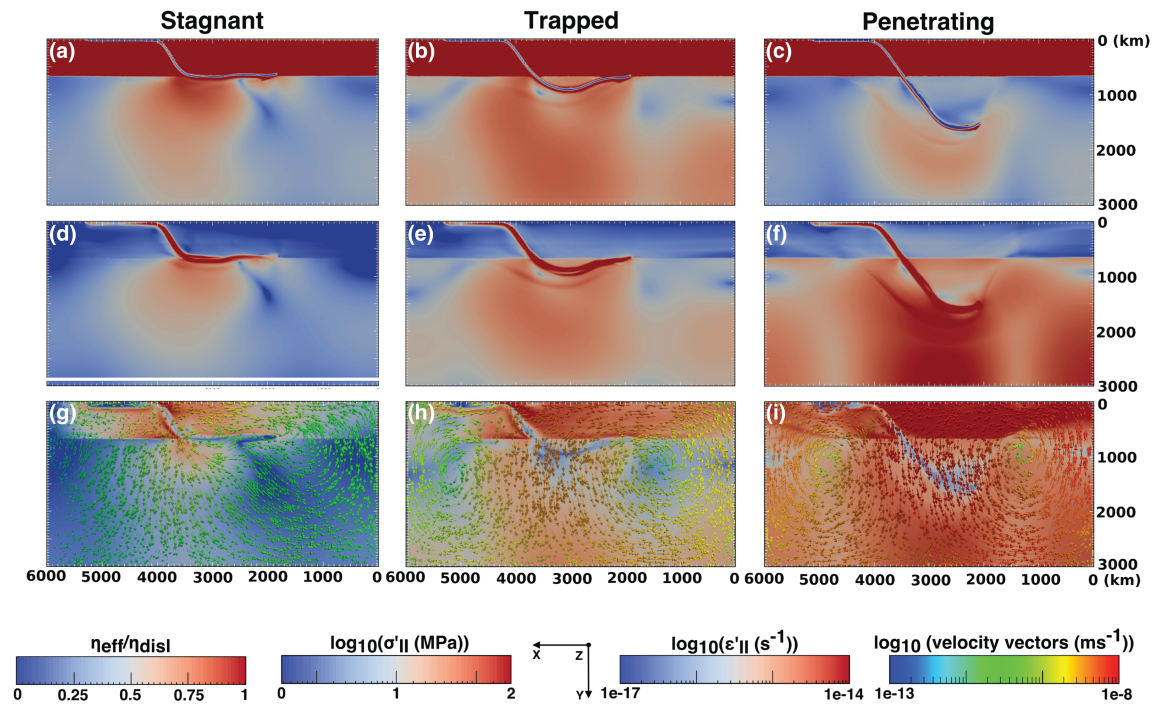 Stagnant Trapped Penetrating
(a) (b) (c) 0 (km)
1000
2000
3000
(d) (e) (f) 0
1000
2000
3000
(g) (h) (i) 0
1000
2000
3000
6000 5000 4000 3000 2000 1000 0 6000 5000 4000 3000 2000 1000 0 6000 5000 4000 3000 2000 1000 0 (km)
ηeff/ηdisl log10(σ'II (MPa)) X Z Y log10(ε'II (s-1)) log10 (velocity vectors (ms-1))
0 0.25 0.5 0.75 1 0 1 2 1e-17 1e-14 1e-13 1e-8